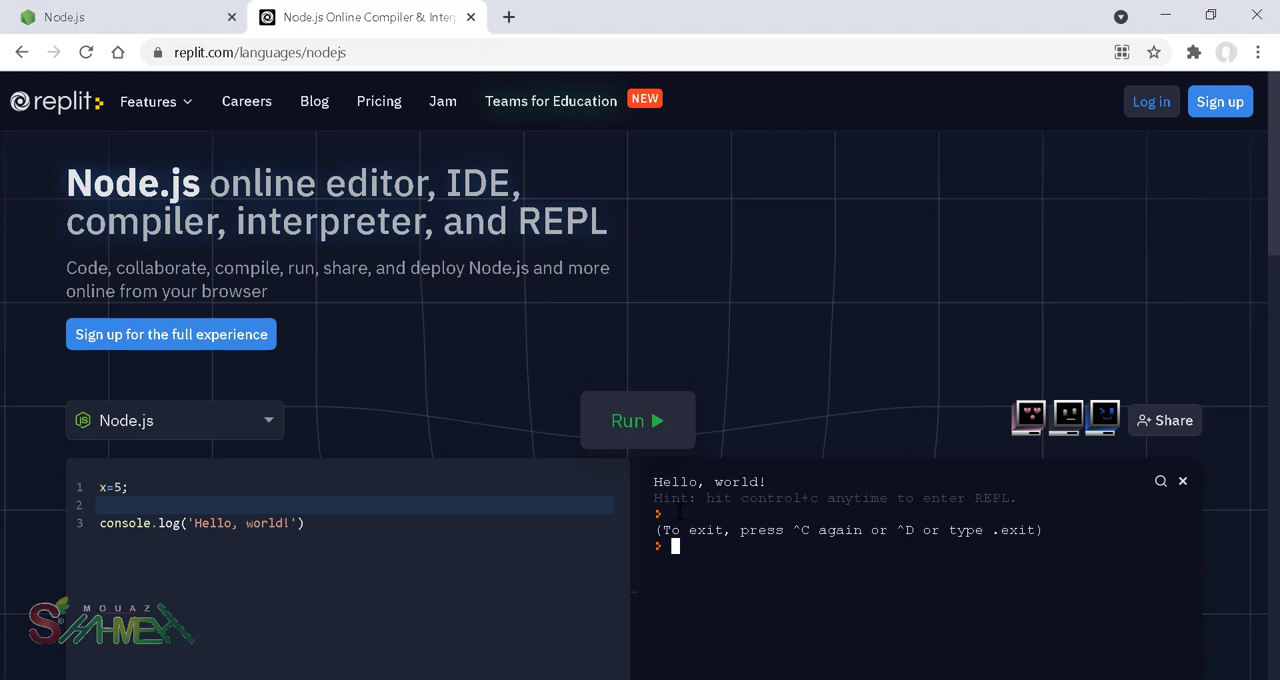 Node.js
Node.js Online Compiler & Inter
replit.com/languages/nodejs
replit
Features
Careers
Blog
Pricing
Jam
Teams for Education
NEW
Log in
Sign up
Node.js online editor, IDE,
compiler, interpreter, and REPL
Code, collaborate, compile, run, share, and deploy Node.js and more
online from your browser
Sign up for the full experience
Node.js
Run
Share
1 x=5;
2
3 console.log('Hello, world!')
Hello, world!
Hint: hit control+c anytime to enter REPL.
(To exit, press ^C again or ^D or type .exit)
MOUAZ